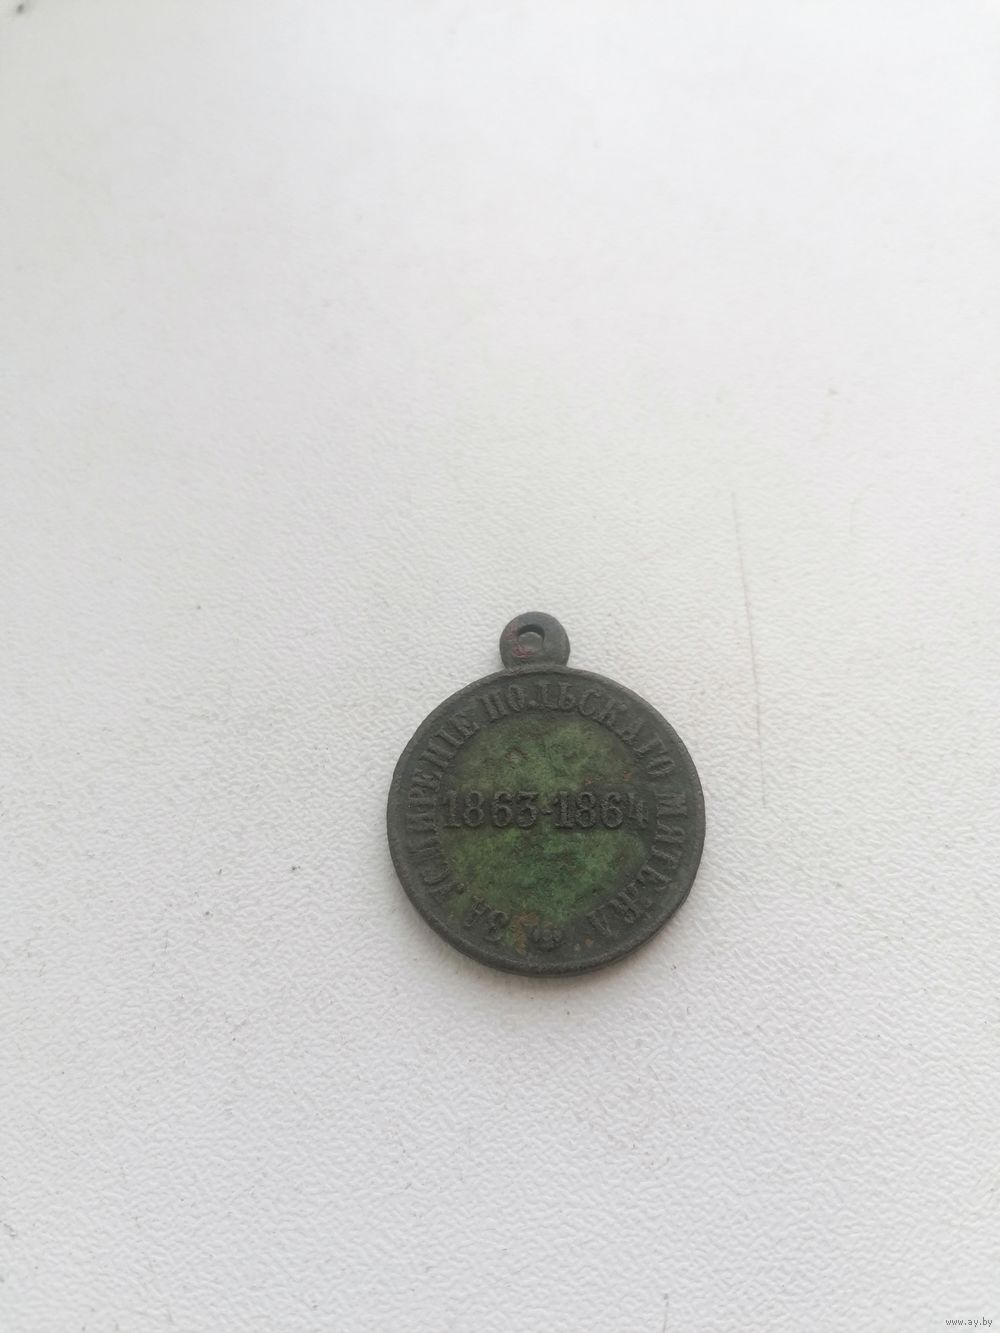 ЗА УСМИРЕНІЕ ПОЛЬСКАГО МЯТЕЖА
1863-1864
www.ay.by